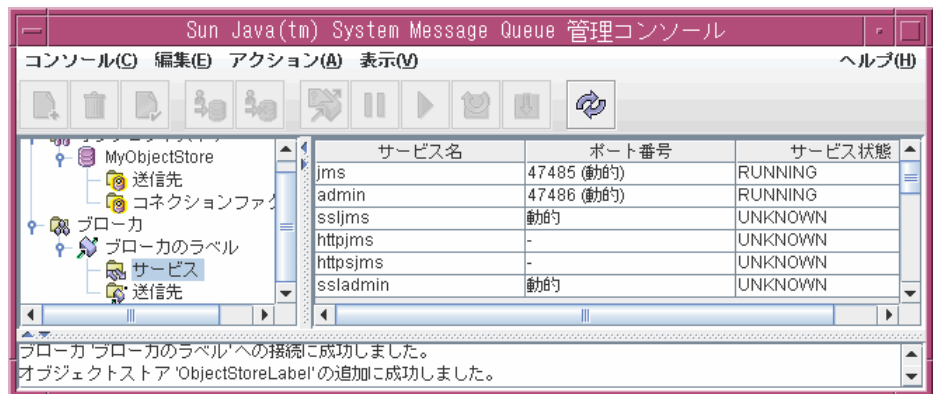 Sun Java(tm) System Message Queue 管理コンソール
コンソール(C) 編集(E) アクション(A) 表示(V) ヘルプ(H)
MyObjectStore
送信先
コネクションファク
ブローカ
ブローカのラベル
サービス
送信先
サービス名 ポート番号 サービス状態
jms 47485 (動的) RUNNING
admin 47486 (動的) RUNNING
ssljms 動的 UNKNOWN
httpjms - UNKNOWN
httpsjms - UNKNOWN
ssladmin 動的 UNKNOWN
ブローカ 'ブローカのラベル' への接続に成功しました。
オブジェクトストア 'ObjectStoreLabel' の追加に成功しました。